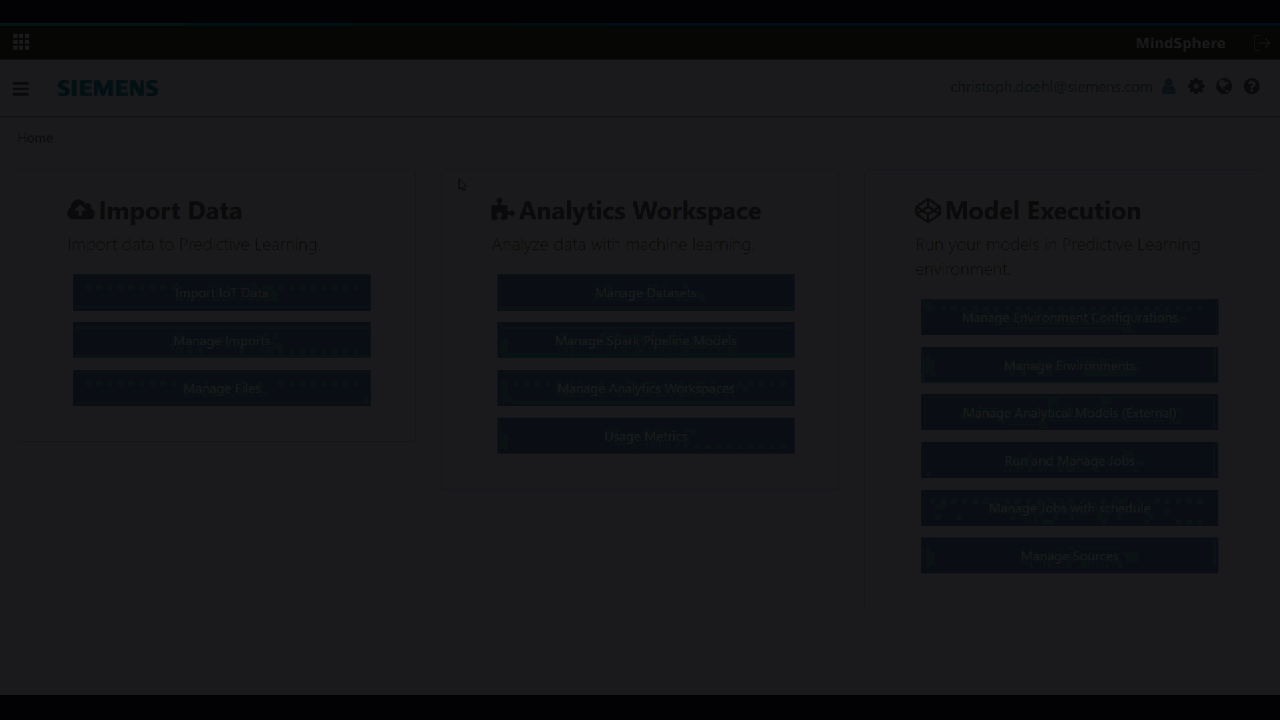 MindSphere
SIEMENS
christoph.doehl@siemens.com
Home
Import Data
Import data to Predictive Learning.
Import IoT Data
Manage Imports
Manage Files
Analytics Workspace
Analyze data with machine learning.
Manage Datasets
Manage Spark Pipeline Models
Manage Analytics Workspaces
Usage Metrics
Model Execution
Run your models in Predictive Learning
environment.
Manage Environment Configurations
Manage Environments
Manage Analytical Models (External)
Run and Manage Jobs
Manage Jobs with schedule
Manage Sources